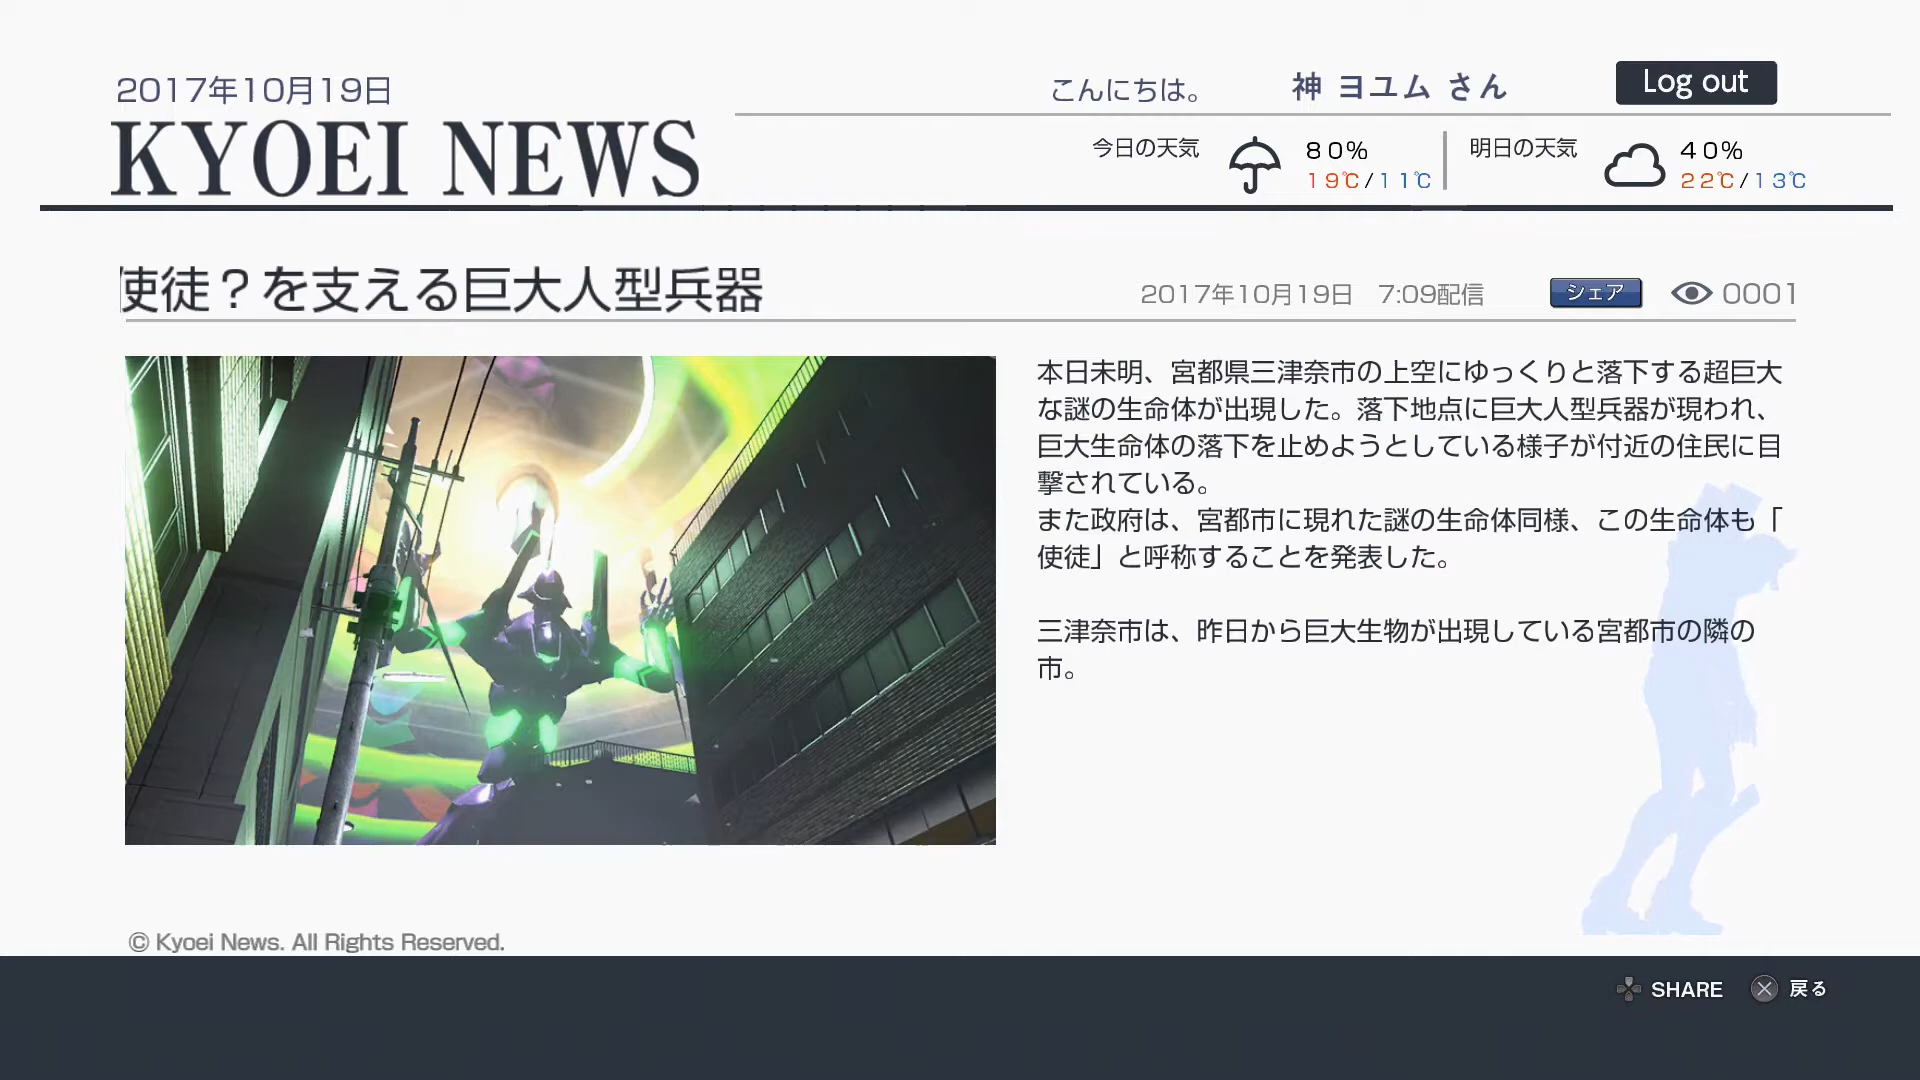 2017年10月19日
こんにちは。 神 ヨユム さん Log out
KYOEI NEWS
今日の天気 80% 19℃/11℃ 明日の天気 40% 22℃/13℃
使徒？を支える巨大人型兵器
2017年10月19日 7:09配信 シェア 0001
本日未明、宮都県三津奈市の上空にゆっくりと落下する超巨大
な謎の生命体が出現した。落下地点に巨大人型兵器が現われ、
巨大生命体の落下を止めようとしている様子が付近の住民に目
撃されている。
また政府は、宮都市に現れた謎の生命体同様、この生命体も「
使徒」と呼称することを発表した。
三津奈市は、昨日から巨大生物が出現している宮都市の隣の
市。
© Kyoei News. All Rights Reserved.
SHARE 戻る